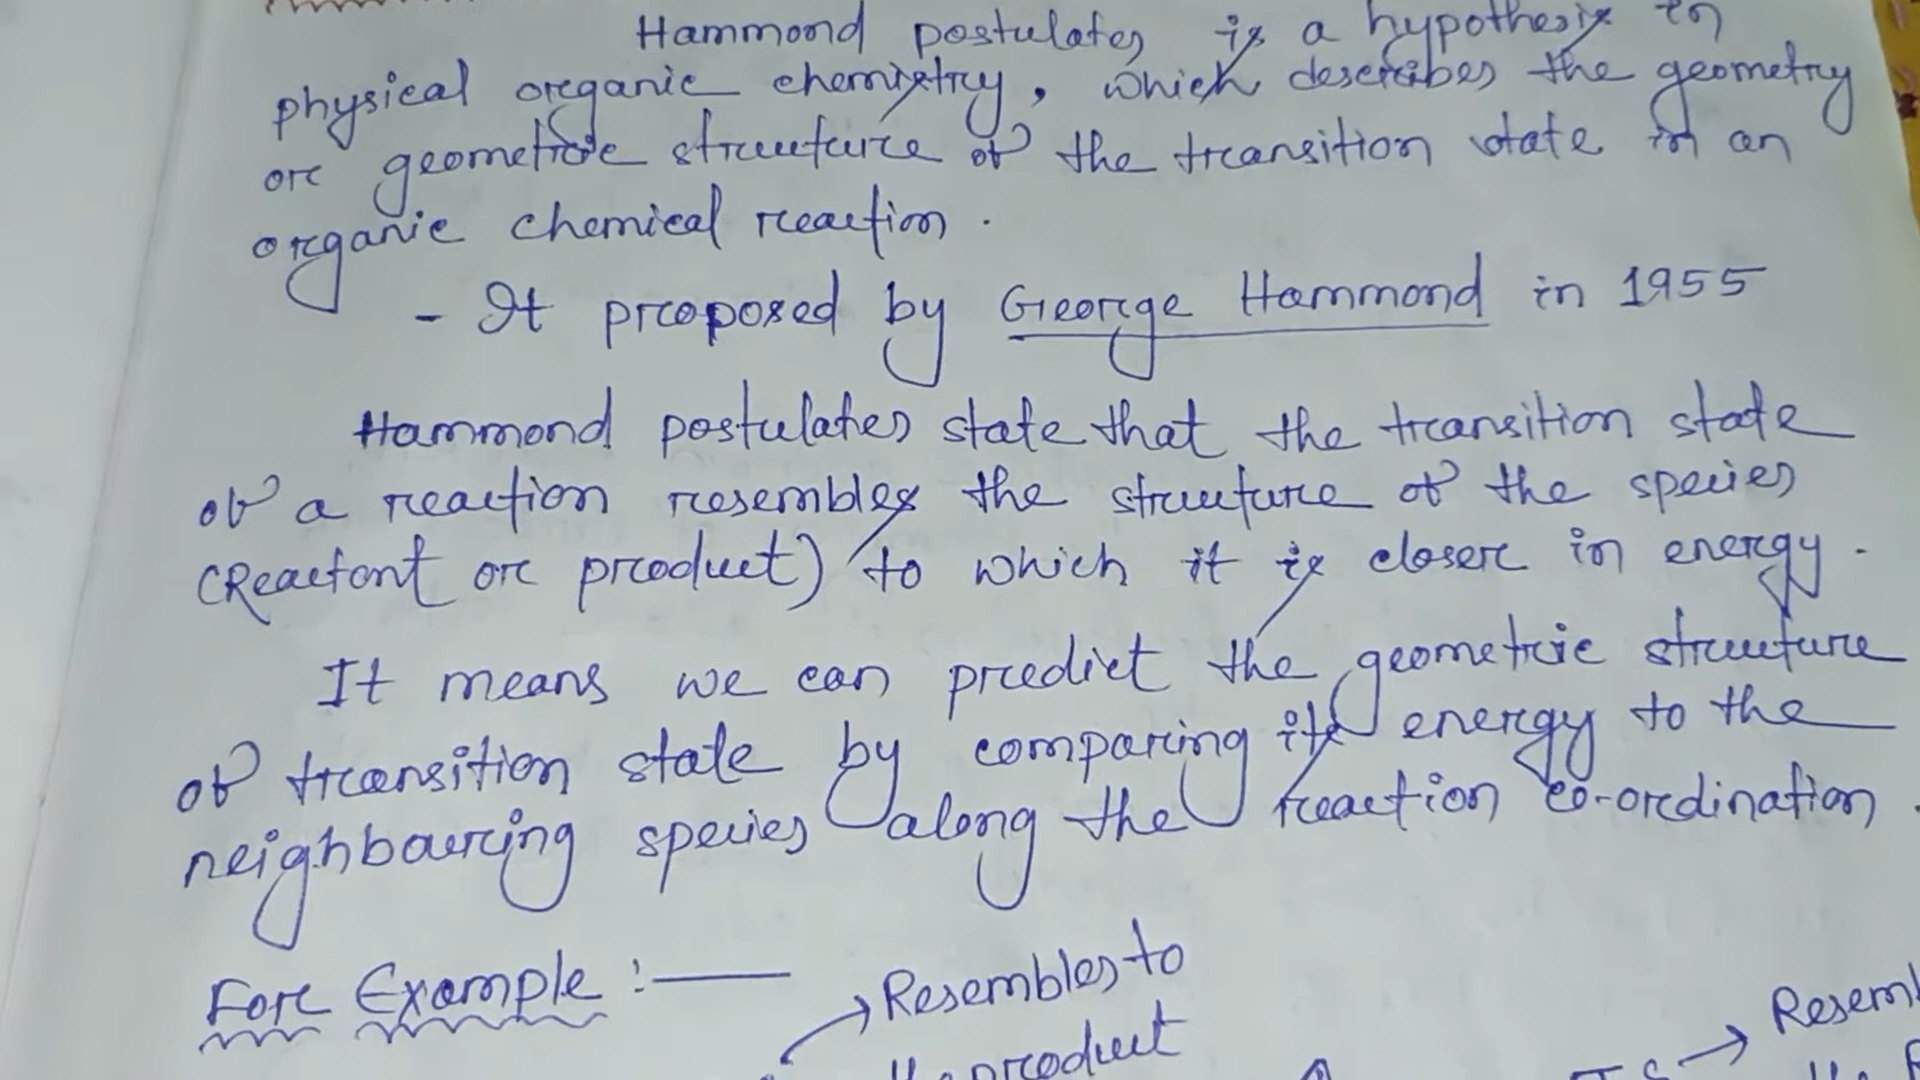 Hammond postulates is a hypothesis in
physical organic chemistry, which describes the geometry
or geometric structure of the transition state in an
organic chemical reaction.
- It proposed by George Hammond in 1955
Hammond postulates state that the transition state
of a reaction resembles the structure of the species
(Reactant or product) to which it is closer in energy.
It means we can predict the geometric structure
of transition state by comparing its energy to the
neighbouring species along the reaction co-ordination.
For Example :—
Resembles to
product